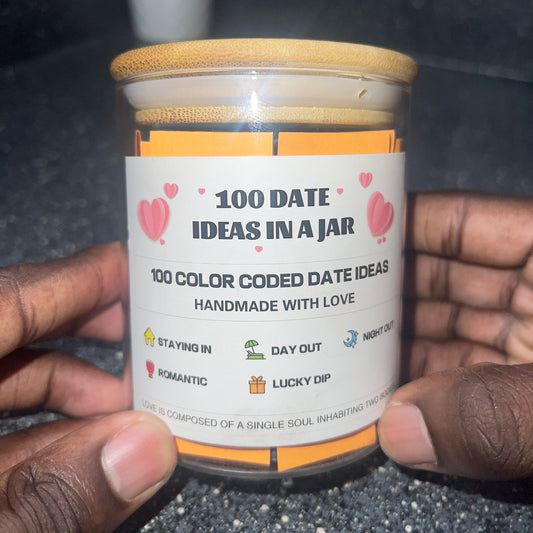 100 DATE
IDEAS IN A JAR
100 COLOR CODED DATE IDEAS
HANDMADE WITH LOVE
STAYING IN
DAY OUT
NIGHT OUT
ROMANTIC
LUCKY DIP
LOVE IS COMPOSED OF A SINGLE SOUL INHABITING TWO